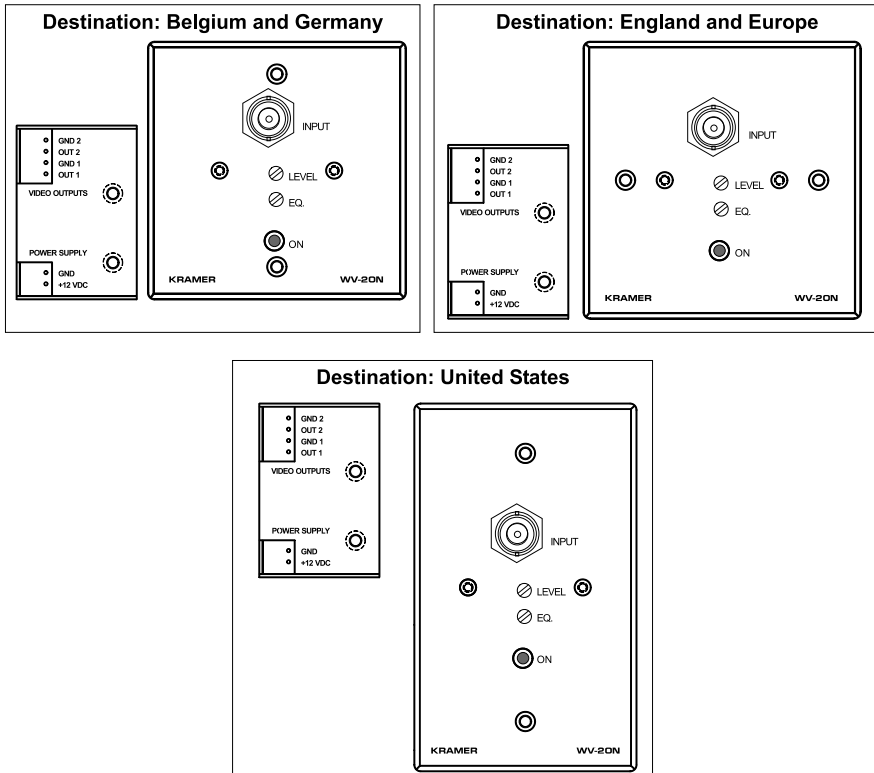 Destination: Belgium and Germany
GND 2
OUT 2
GND 1
OUT 1
VIDEO OUTPUTS
POWER SUPPLY
GND
+12 VDC
INPUT
LEVEL
EQ.
ON
KRAMER WV-20N
Destination: England and Europe
GND 2
OUT 2
GND 1
OUT 1
VIDEO OUTPUTS
POWER SUPPLY
GND
+12 VDC
INPUT
LEVEL
EQ.
ON
KRAMER WV-20N
Destination: United States
GND 2
OUT 2
GND 1
OUT 1
VIDEO OUTPUTS
POWER SUPPLY
GND
+12 VDC
INPUT
LEVEL
EQ.
ON
KRAMER WV-20N